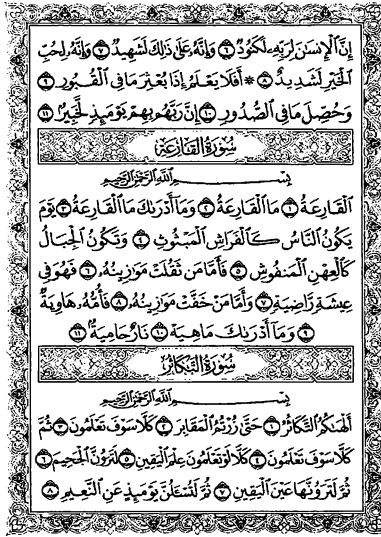 إِنَّ ٱلْإِنسَٰنَ لِرَبِّهِۦ لَكَنُودٌ ٦ وَإِنَّهُۥ عَلَىٰ ذَٰلِكَ لَشَهِيدٌ ٧ وَإِنَّهُۥ لِحُبِّ
ٱلْخَيْرِ لَشَدِيدٌ ٨ ۞ أَفَلَا يَعْلَمُ إِذَا بُعْثِرَ مَا فِى ٱلْقُبُورِ ٩
وَحُصِّلَ مَا فِى ٱلصُّدُورِ ١٠ إِنَّ رَبَّهُم بِهِمْ يَوْمَئِذٍ لَّخَبِيرٌۢ ١١
سُورَةُ القَارِعَة
بِسْمِ ٱللَّهِ ٱلرَّحْمَٰنِ ٱلرَّحِيمِ
ٱلْقَارِعَةُ ١ مَا ٱلْقَارِعَةُ ٢ وَمَآ أَدْرَىٰكَ مَا ٱلْقَارِعَةُ ٣ يَوْمَ
يَكُونُ ٱلنَّاسُ كَٱلْفَرَاشِ ٱلْمَبْثُوثِ ٤ وَتَكُونُ ٱلْجِبَالُ
كَٱلْعِهْنِ ٱلْمَنفُوشِ ٥ فَأَمَّا مَن ثَقُلَتْ مَوَٰزِينُهُۥ ٦ فَهُوَ فِى
عِيشَةٍ رَّاضِيَةٍ ٧ وَأَمَّا مَنْ خَفَّتْ مَوَٰزِينُهُۥ ٨ فَأُمُّهُۥ هَاوِيَةٌ
٩ وَمَآ أَدْرَىٰكَ مَا هِيَهْ ١٠ نَارٌ حَامِيَةٌۢ ١١
سُورَةُ التَّكَاثُر
بِسْمِ ٱللَّهِ ٱلرَّحْمَٰنِ ٱلرَّحِيمِ
أَلْهَىٰكُمُ ٱلتَّكَاثُرُ ١ حَتَّىٰ زُرْتُمُ ٱلْمَقَابِرَ ٢ كَلَّا سَوْفَ تَعْلَمُونَ ٣ ثُمَّ
كَلَّا سَوْفَ تَعْلَمُونَ ٤ كَلَّا لَوْ تَعْلَمُونَ عِلْمَ ٱلْيَقِينِ ٥ لَتَرَوُنَّ ٱلْجَحِيمَ ٦
ثُمَّ لَتَرَوُنَّهَا عَيْنَ ٱلْيَقِينِ ٧ ثُمَّ لَتُسْـَٔلُنَّ يَوْمَئِذٍ عَنِ ٱلنَّعِيمِ ٨